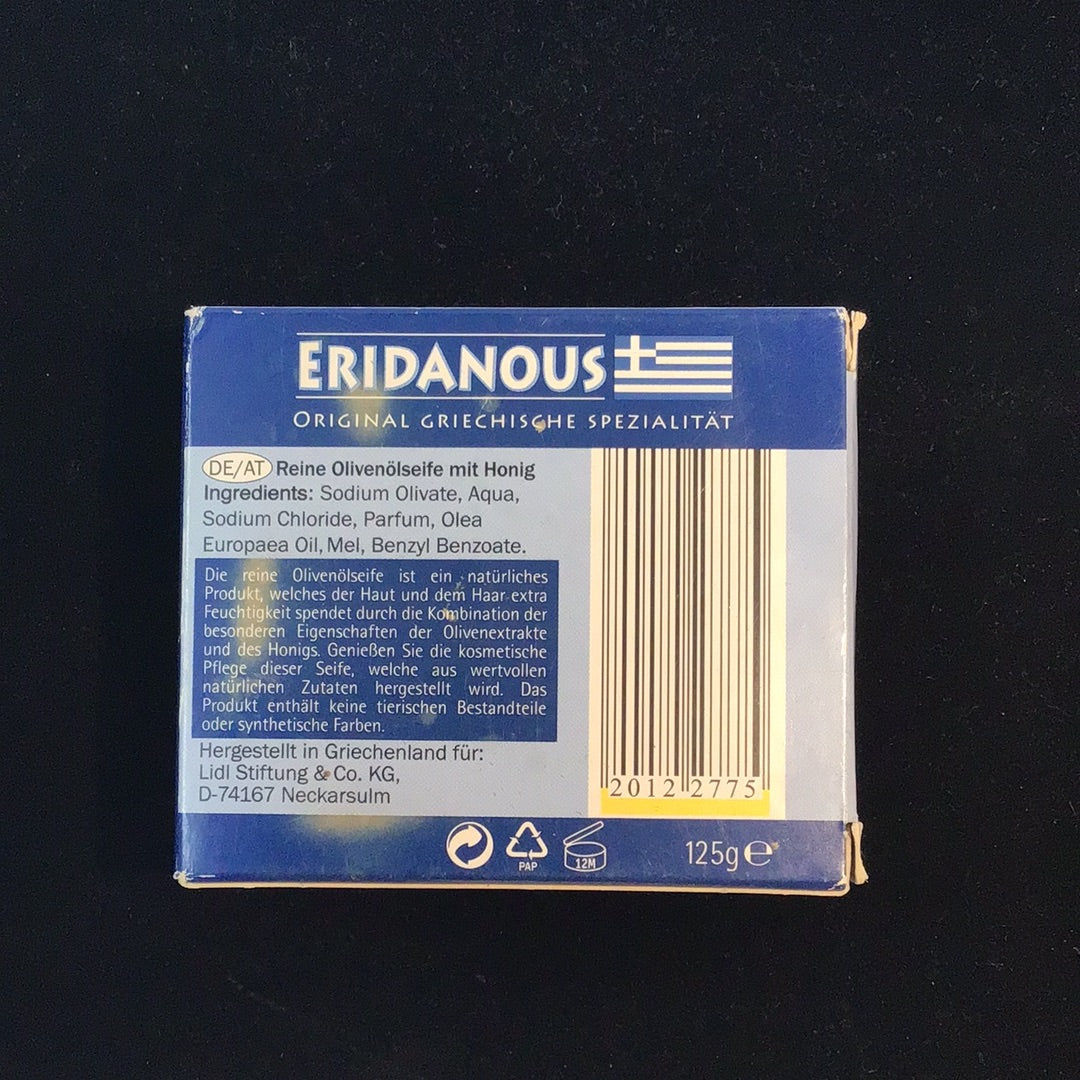 ERIDANOUS
ORIGINAL GRIECHISCHE SPEZIALITÄT
DE/AT Reine Olivenölseife mit Honig
Ingredients: Sodium Olivate, Aqua,
Sodium Chloride, Parfum, Olea
Europaea Oil, Mel, Benzyl Benzoate.
Die reine Olivenölseife ist ein natürliches
Produkt, welches der Haut und dem Haar extra
Feuchtigkeit spendet durch die Kombination der
besonderen Eigenschaften der Olivenextrakte
und des Honigs. Genießen Sie die kosmetische
Pflege dieser Seife, welche aus wertvollen
natürlichen Zutaten hergestellt wird. Das
Produkt enthält keine tierischen Bestandteile
oder synthetische Farben.
Hergestellt in Griechenland für:
Lidl Stiftung & Co. KG,
D-74167 Neckarsulm
2012 2775
PAP
12M
125g e